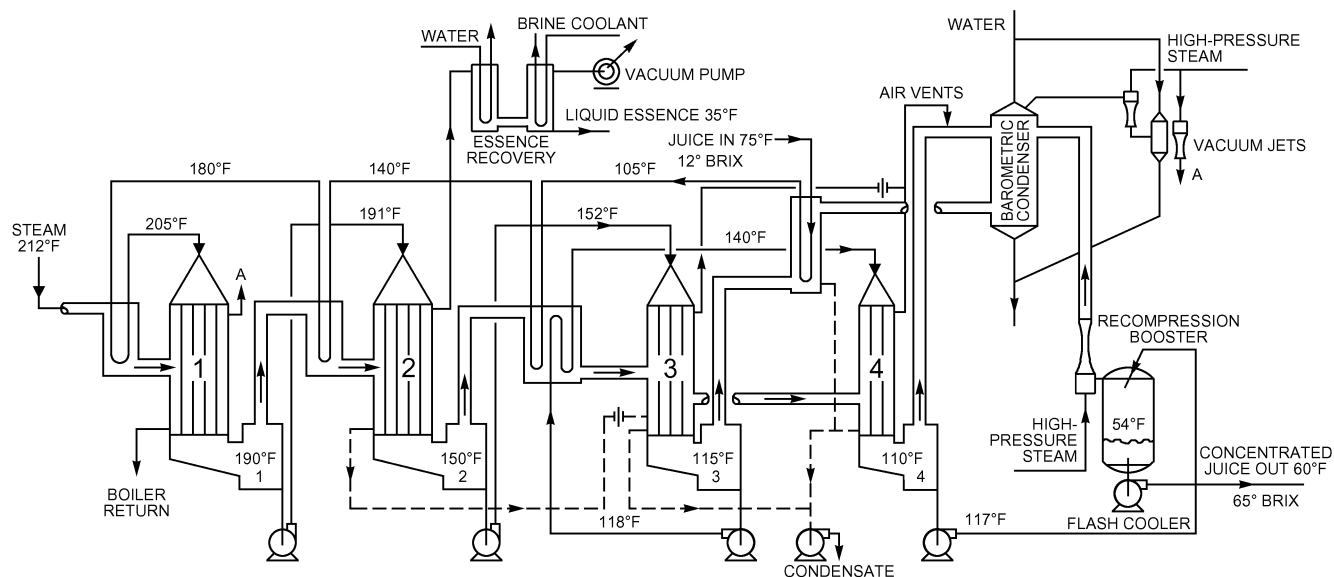 BRINE COOLANT
WATER
VACUUM PUMP
LIQUID ESSENCE 35°F
ESSENCE
RECOVERY
WATER
HIGH-PRESSURE
STEAM
AIR VENTS
JUICE IN 75°F
12° BRIX
BAROMETRIC
CONDENSER
VACUUM JETS
A
180°F
140°F
105°F
STEAM
212°F
205°F
191°F
152°F
140°F
A
1
2
3
4
RECOMPRESSION
BOOSTER
54°F
HIGH-
PRESSURE
STEAM
190°F
1
150°F
2
115°F
3
110°F
4
CONCENTRATED
JUICE OUT 60°F
65° BRIX
BOILER
RETURN
118°F
117°F
FLASH COOLER
CONDENSATE